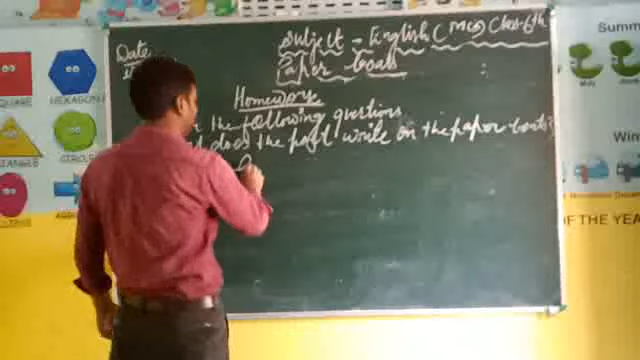 Date
Subject - English (MCQ) Class-6th
Paper Boats
Homework
the following questions
does the poet write on the paper boats?
SQUARE
HEXAGON
CIRCLE
Summ
May
Win
OF THE YEA